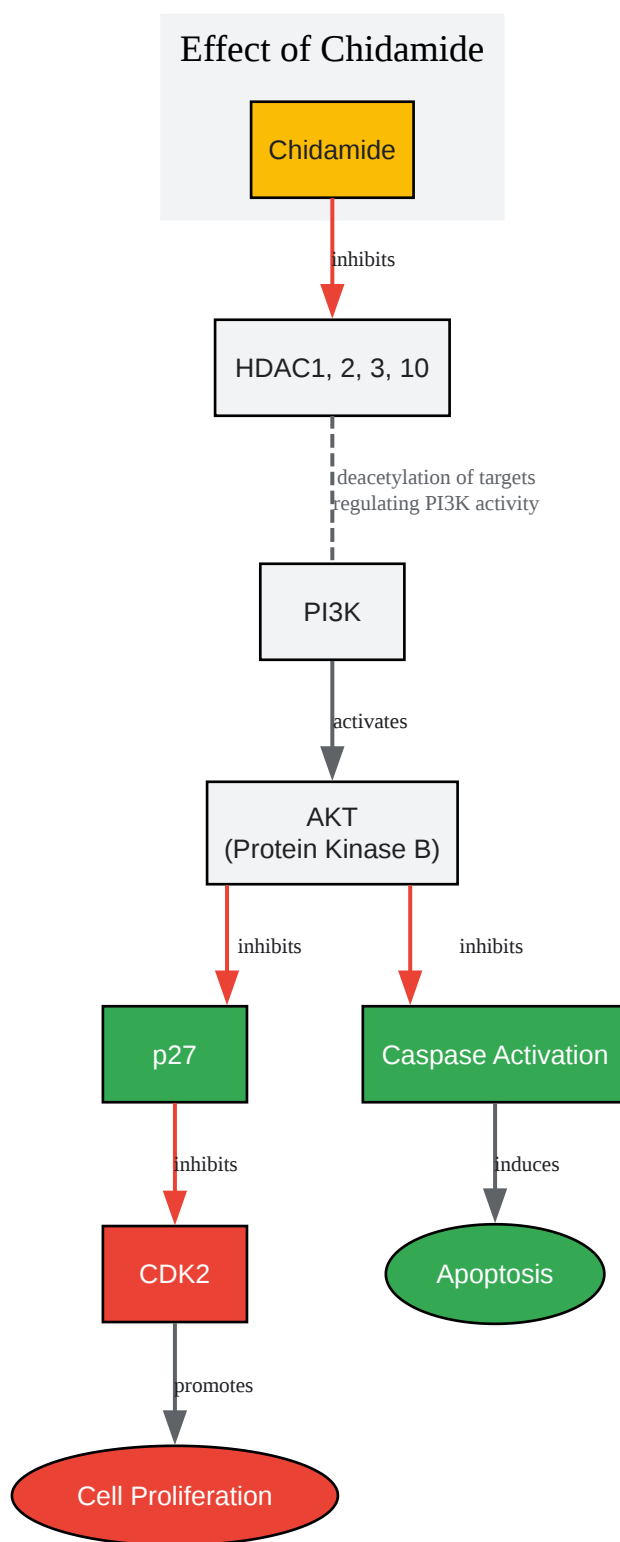 Effect of Chidamide
Chidamide
inhibits
HDAC1, 2, 3, 10
deacetylation of targets
regulating PI3K activity
PI3K
activates
AKT
(Protein Kinase B)
inhibits
inhibits
p27
Caspase Activation
inhibits
induces
CDK2
Apoptosis
promotes
Cell Proliferation